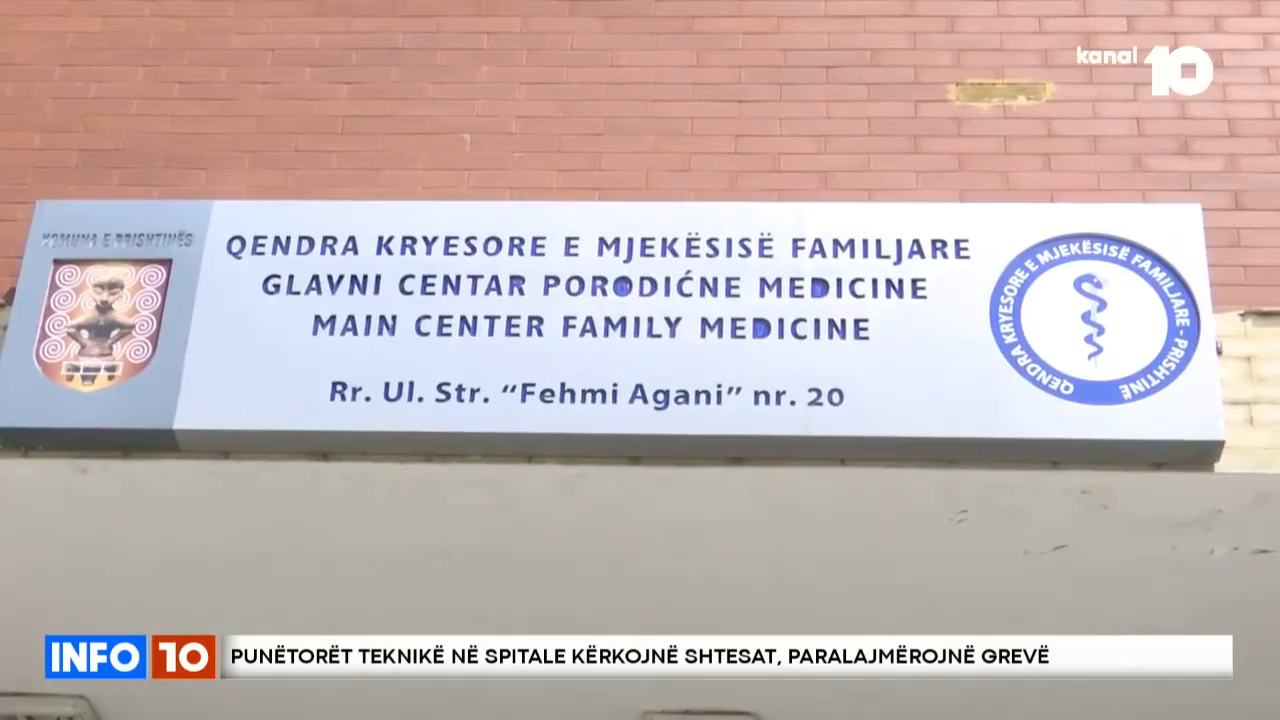 kanal 10
KOMUNA E PRISHTINËS
QENDRA KRYESORE E MJEKËSISË FAMILJARE
GLAVNI CENTAR PORODIĆNE MEDICINE
MAIN CENTER FAMILY MEDICINE
Rr. Ul. Str. “Fehmi Agani” nr. 20
QENDRA KRYESORE E MJEKËSISË FAMILJARE - PRISHTINË
INFO 10 PUNËTORËT TEKNIKË NË SPITALE KËRKOJNË SHTESAT, PARALAJMËROJNË GREVË